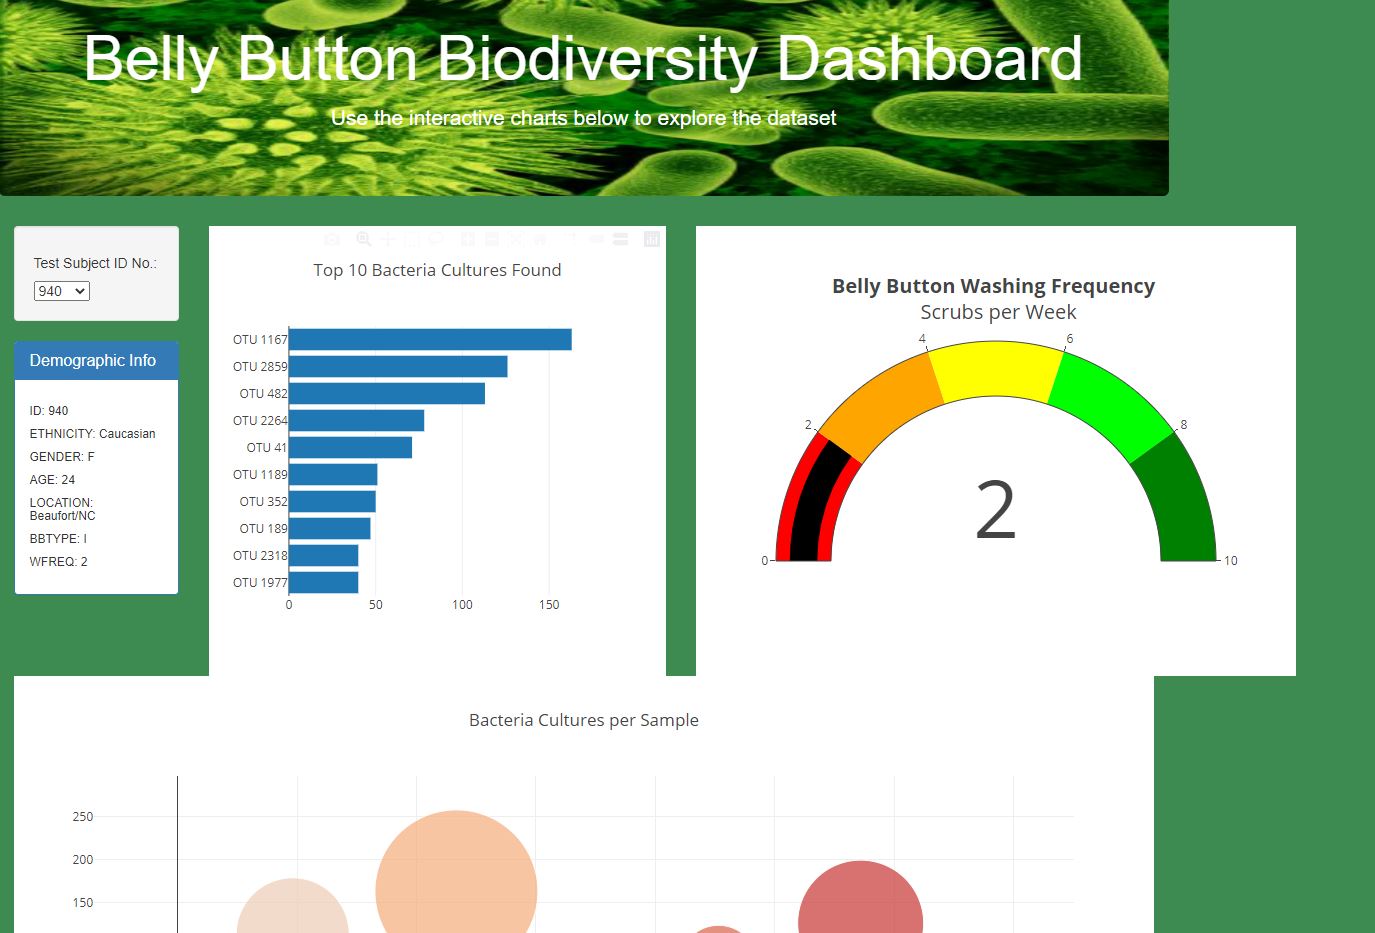 Belly Button Biodiversity Dashboard
Use the interactive charts below to explore the dataset
Test Subject ID No.:
940
Demographic Info
ID: 940
ETHNICITY: Caucasian
GENDER: F
AGE: 24
LOCATION:
Beaufort/NC
BBTYPE: I
WFREQ: 2
Top 10 Bacteria Cultures Found
OTU 1167
OTU 2859
OTU 482
OTU 2264
OTU 41
OTU 1189
OTU 352
OTU 189
OTU 2318
OTU 1977
0 50 100 150
Belly Button Washing Frequency
Scrubs per Week
4 6
2 8
2
0 10
Bacteria Cultures per Sample
250
200
150